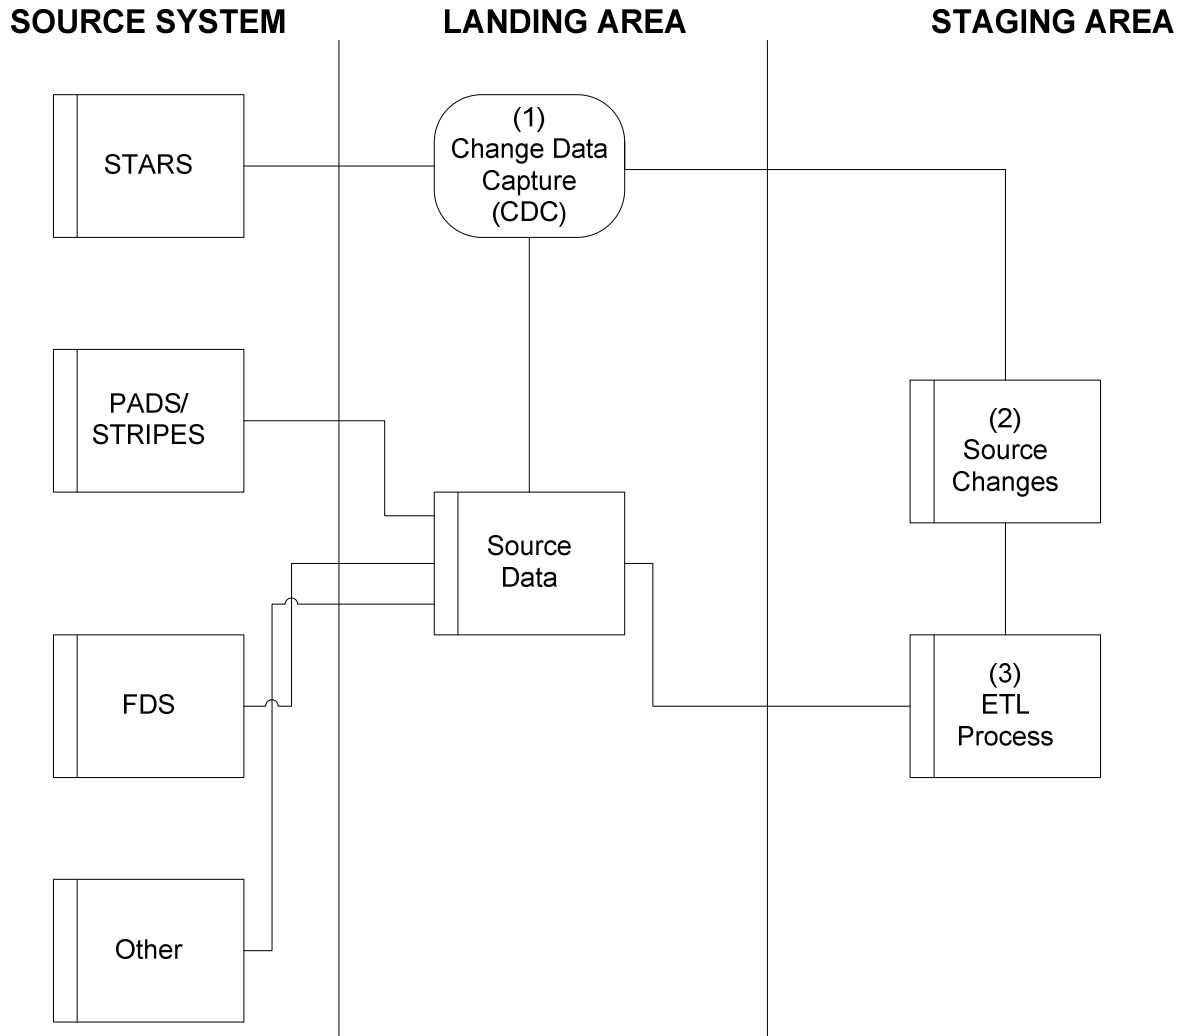 SOURCE SYSTEM
LANDING AREA
STAGING AREA
STARS
(1)
Change Data
Capture
(CDC)
PADS/
STRIPES
(2)
Source
Changes
Source
Data
FDS
(3)
ETL
Process
Other